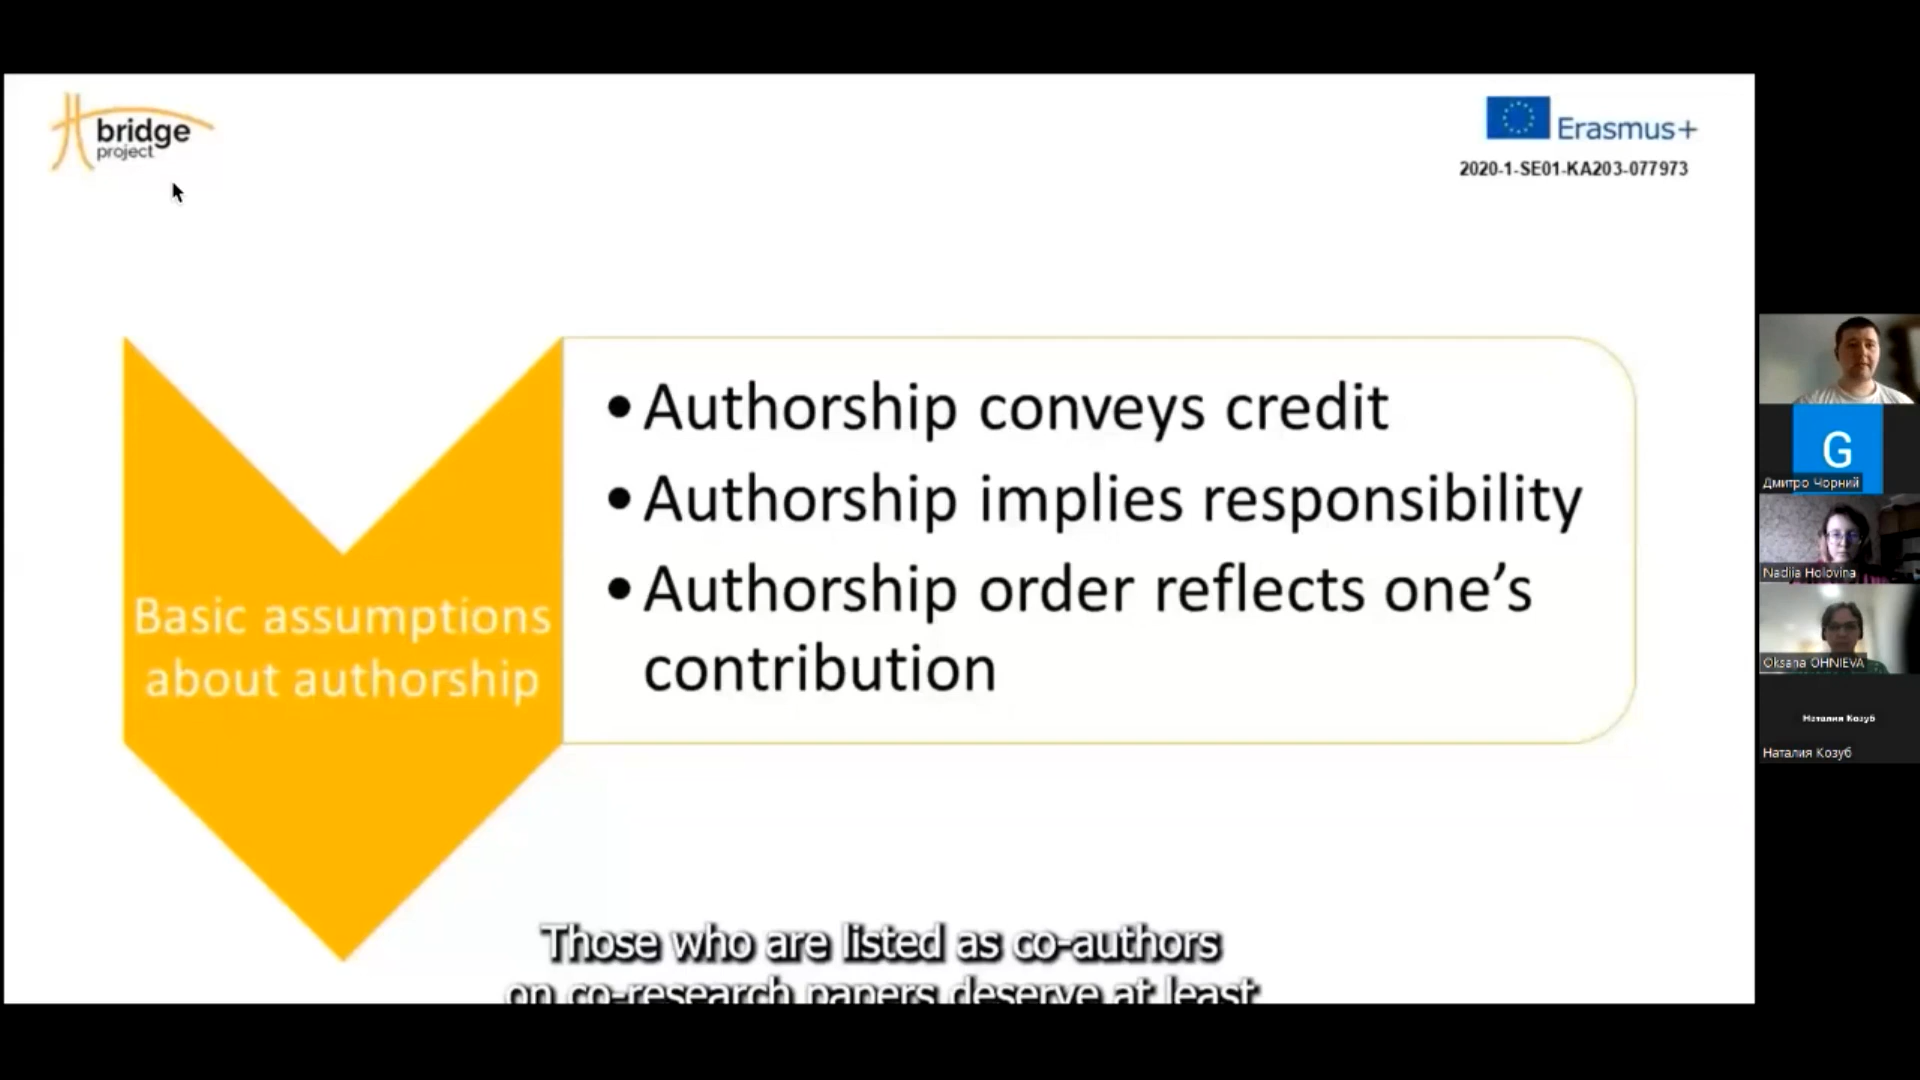 bridge
project
Erasmus+
2020-1-SE01-KA203-077973
Basic assumptions
about authorship
•Authorship conveys credit
•Authorship implies responsibility
•Authorship order reflects one’s
contribution
Those who are listed as co-authors
on co-research papers deserve at least
G
Дмитро Чорний
Nadiia Holovina
Oksana OHNIEVA
Наталия Козуб
Наталия Козуб